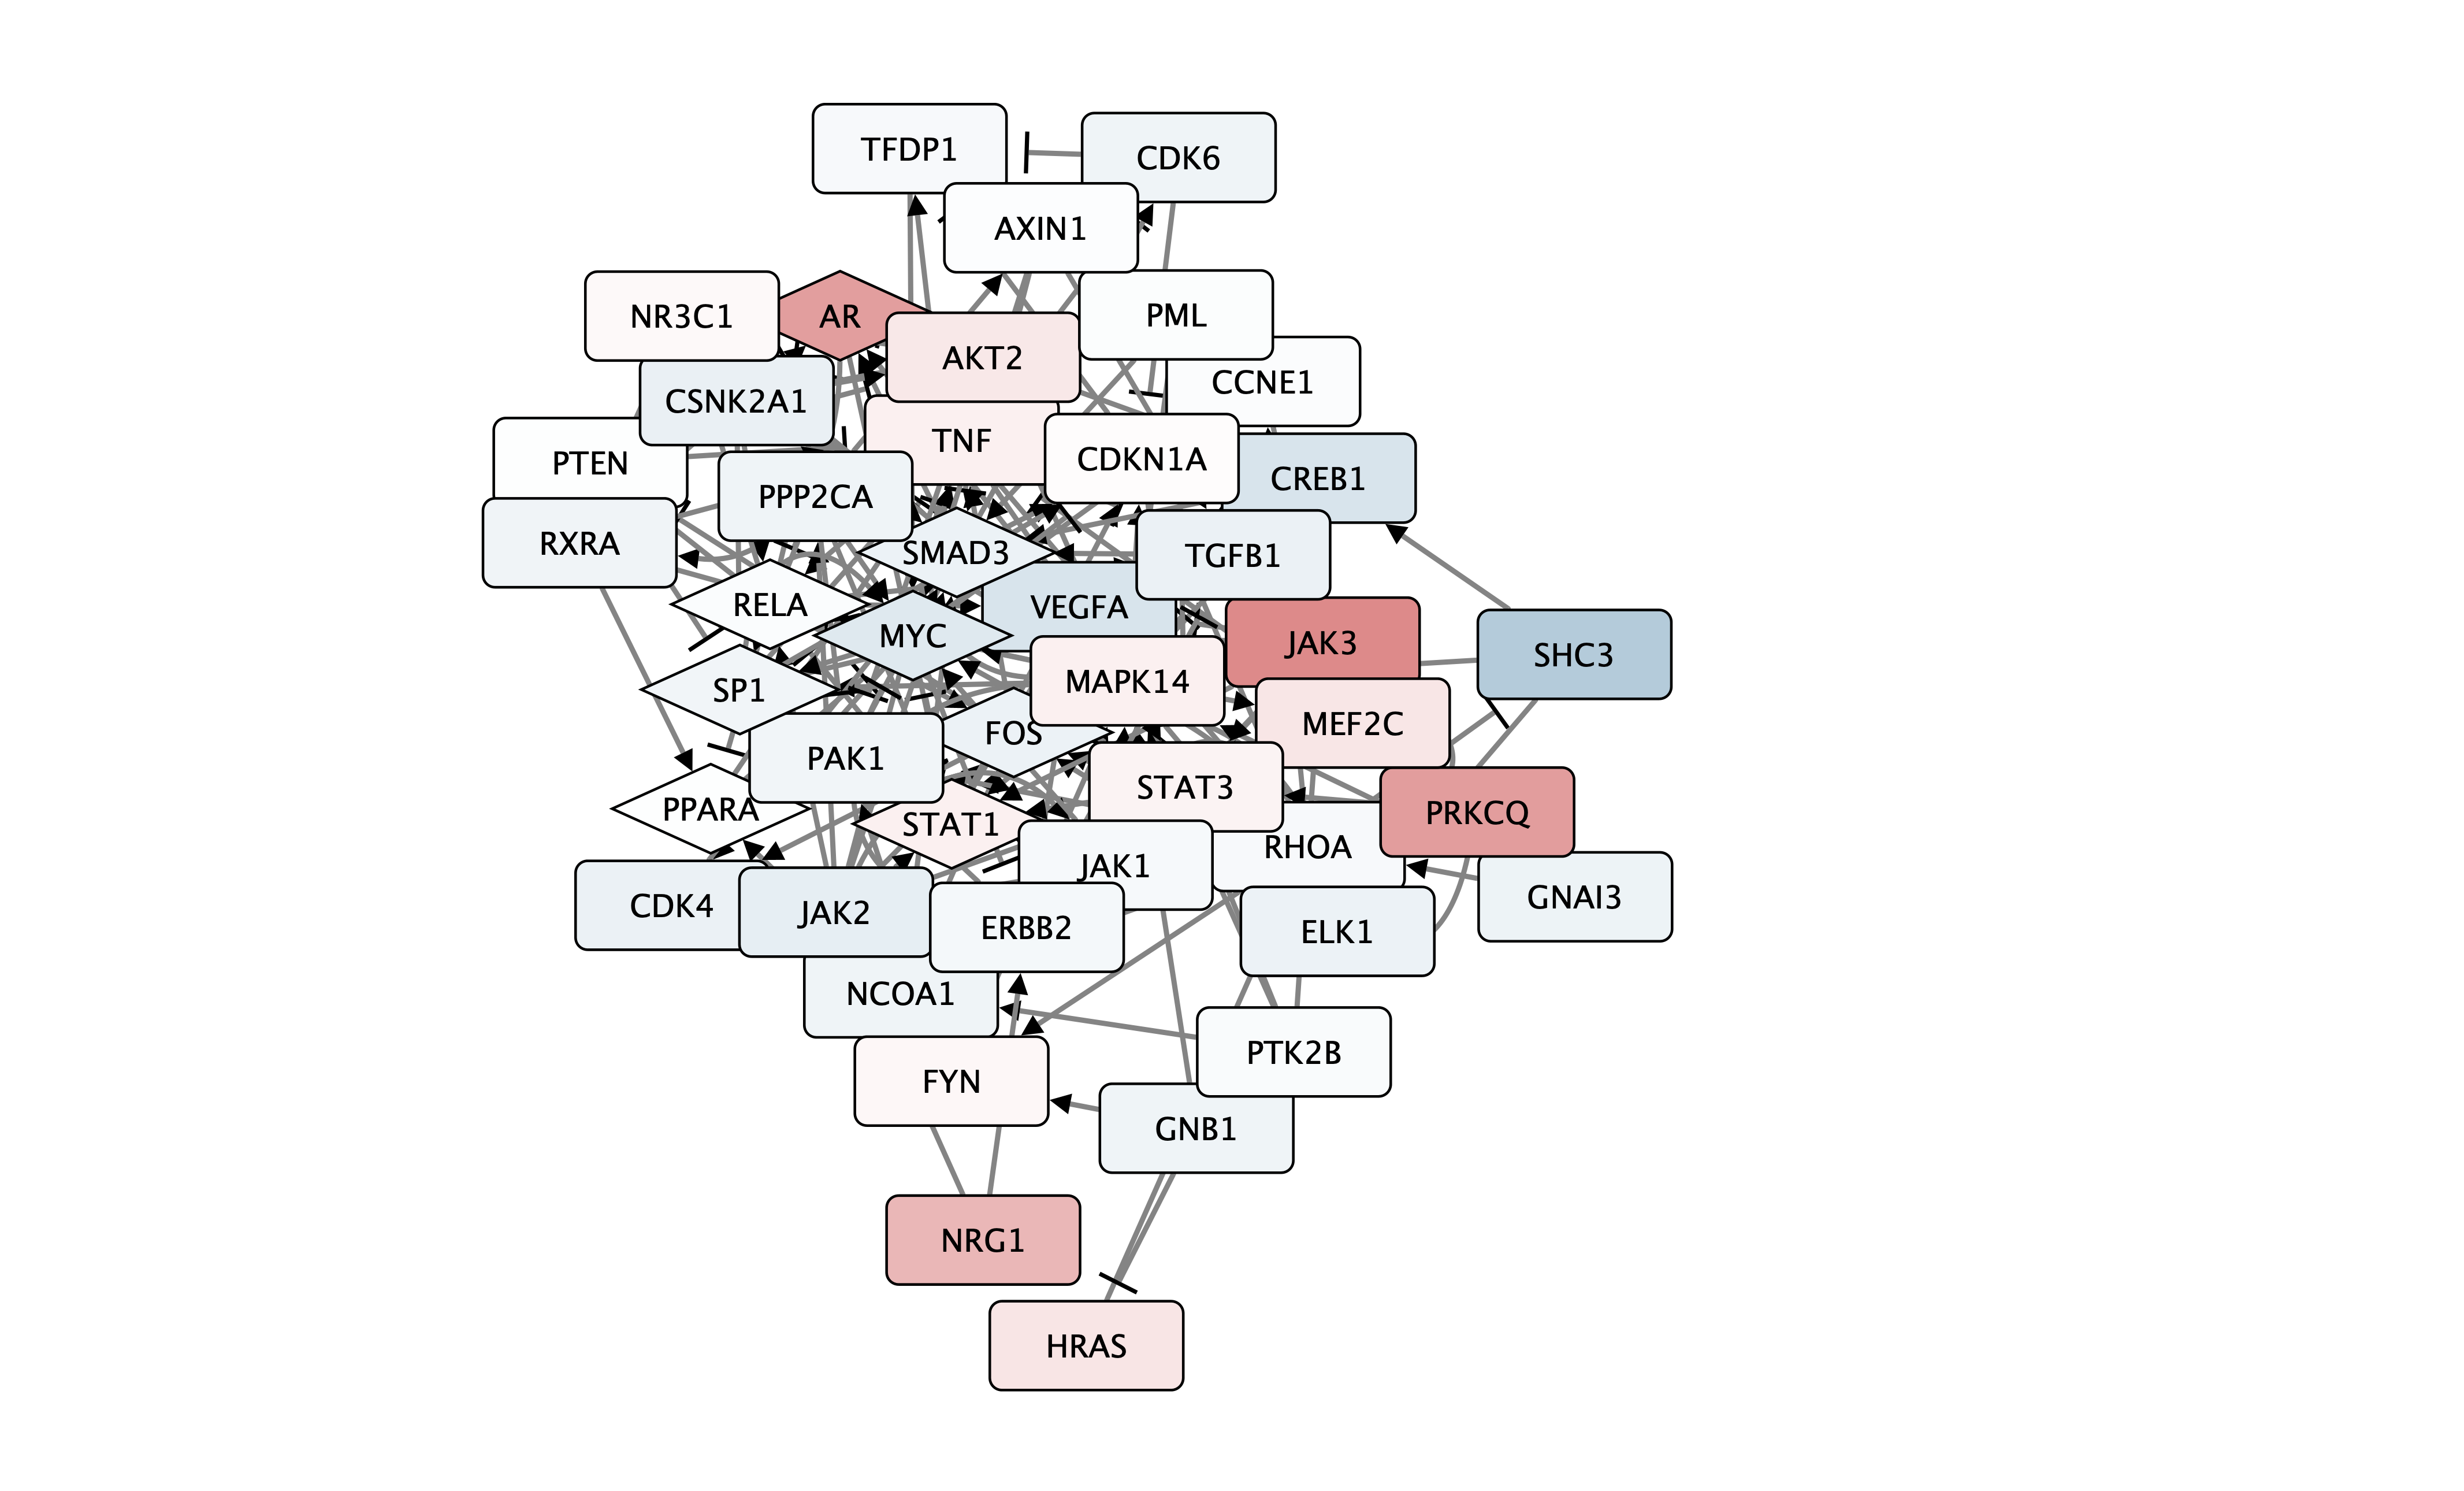 TFDP1
CDK6
AXIN1
NR3C1
AR
PML
AKT2
CCNE1
CSNK2A1
TNF
CDKN1A
PTEN
CREB1
PPP2CA
RXRA
SMAD3
TGFB1
RELA
VEGFA
MYC
JAK3
SHC3
MAPK14
SP1
MEF2C
FOS
PAK1
STAT3
PPARA
PRKCQ
STAT1
RHOA
JAK1
GNAI3
CDK4
JAK2
ERBB2
ELK1
NCOA1
PTK2B
FYN
GNB1
NRG1
HRAS